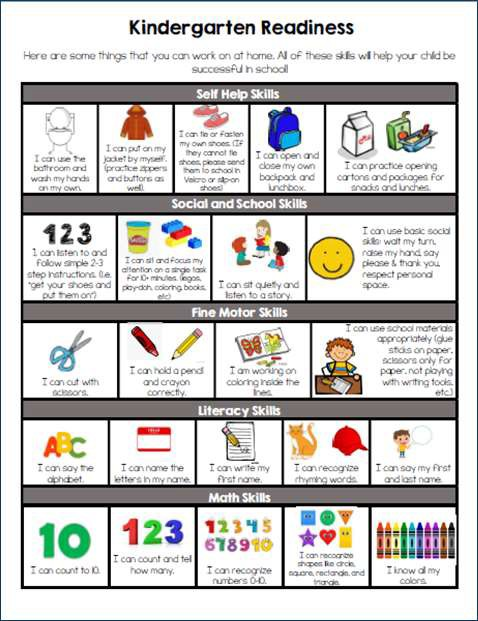 Kindergarten Readiness
Here are some things that you can work on at home. All of these skills will help your child be
successful in school!
Self Help Skills
I can use the
bathroom and
wash my hands
on my own.
I can put on my
jacket by myself.
(practice zippers
and buttons as
well).
I can tie or fasten
my own shoes. (If
they cannot tie
shoes, please send
them to school in
Velcro or slip-on
shoes)
I can open and
close my own
backpack and
lunchbox.
I can practice opening
cartons and packages. For
snacks and lunches.
Social and School Skills
1 2 3
I can listen to and
follow simple 2-3
step instructions. (i.e.
"get your shoes and
put them on")
I can sit and focus my
attention on a single task
for 10+ minutes. (legos,
play-doh, coloring, books,
etc)
I can sit quietly and
listen to a story.
I can use basic social
skills: wait my turn,
raise my hand, say
please & thank you,
respect personal
space.
Fine Motor Skills
I can cut with
scissors.
I can hold a pencil
and crayon
correctly.
I am working on
coloring inside the
lines.
I can use school materials
appropriately (glue
sticks on paper,
scissors only for
paper, not playing
with writing tools,
etc.)
Literacy Skills
ABC
I can say the
alphabet.
I can name the
letters in my name.
I can write my
first name.
I can recognize
rhyming words.
I can say my first
and last name.
Math Skills
10
I can count to 10.
123
I can count and tell
how many.
1 2 3 4 5
6 7 8 9 10
I can recognize
numbers 0-10.
I can recognize
shapes like circle,
square, rectangle, and
triangle.
I know all my
colors.